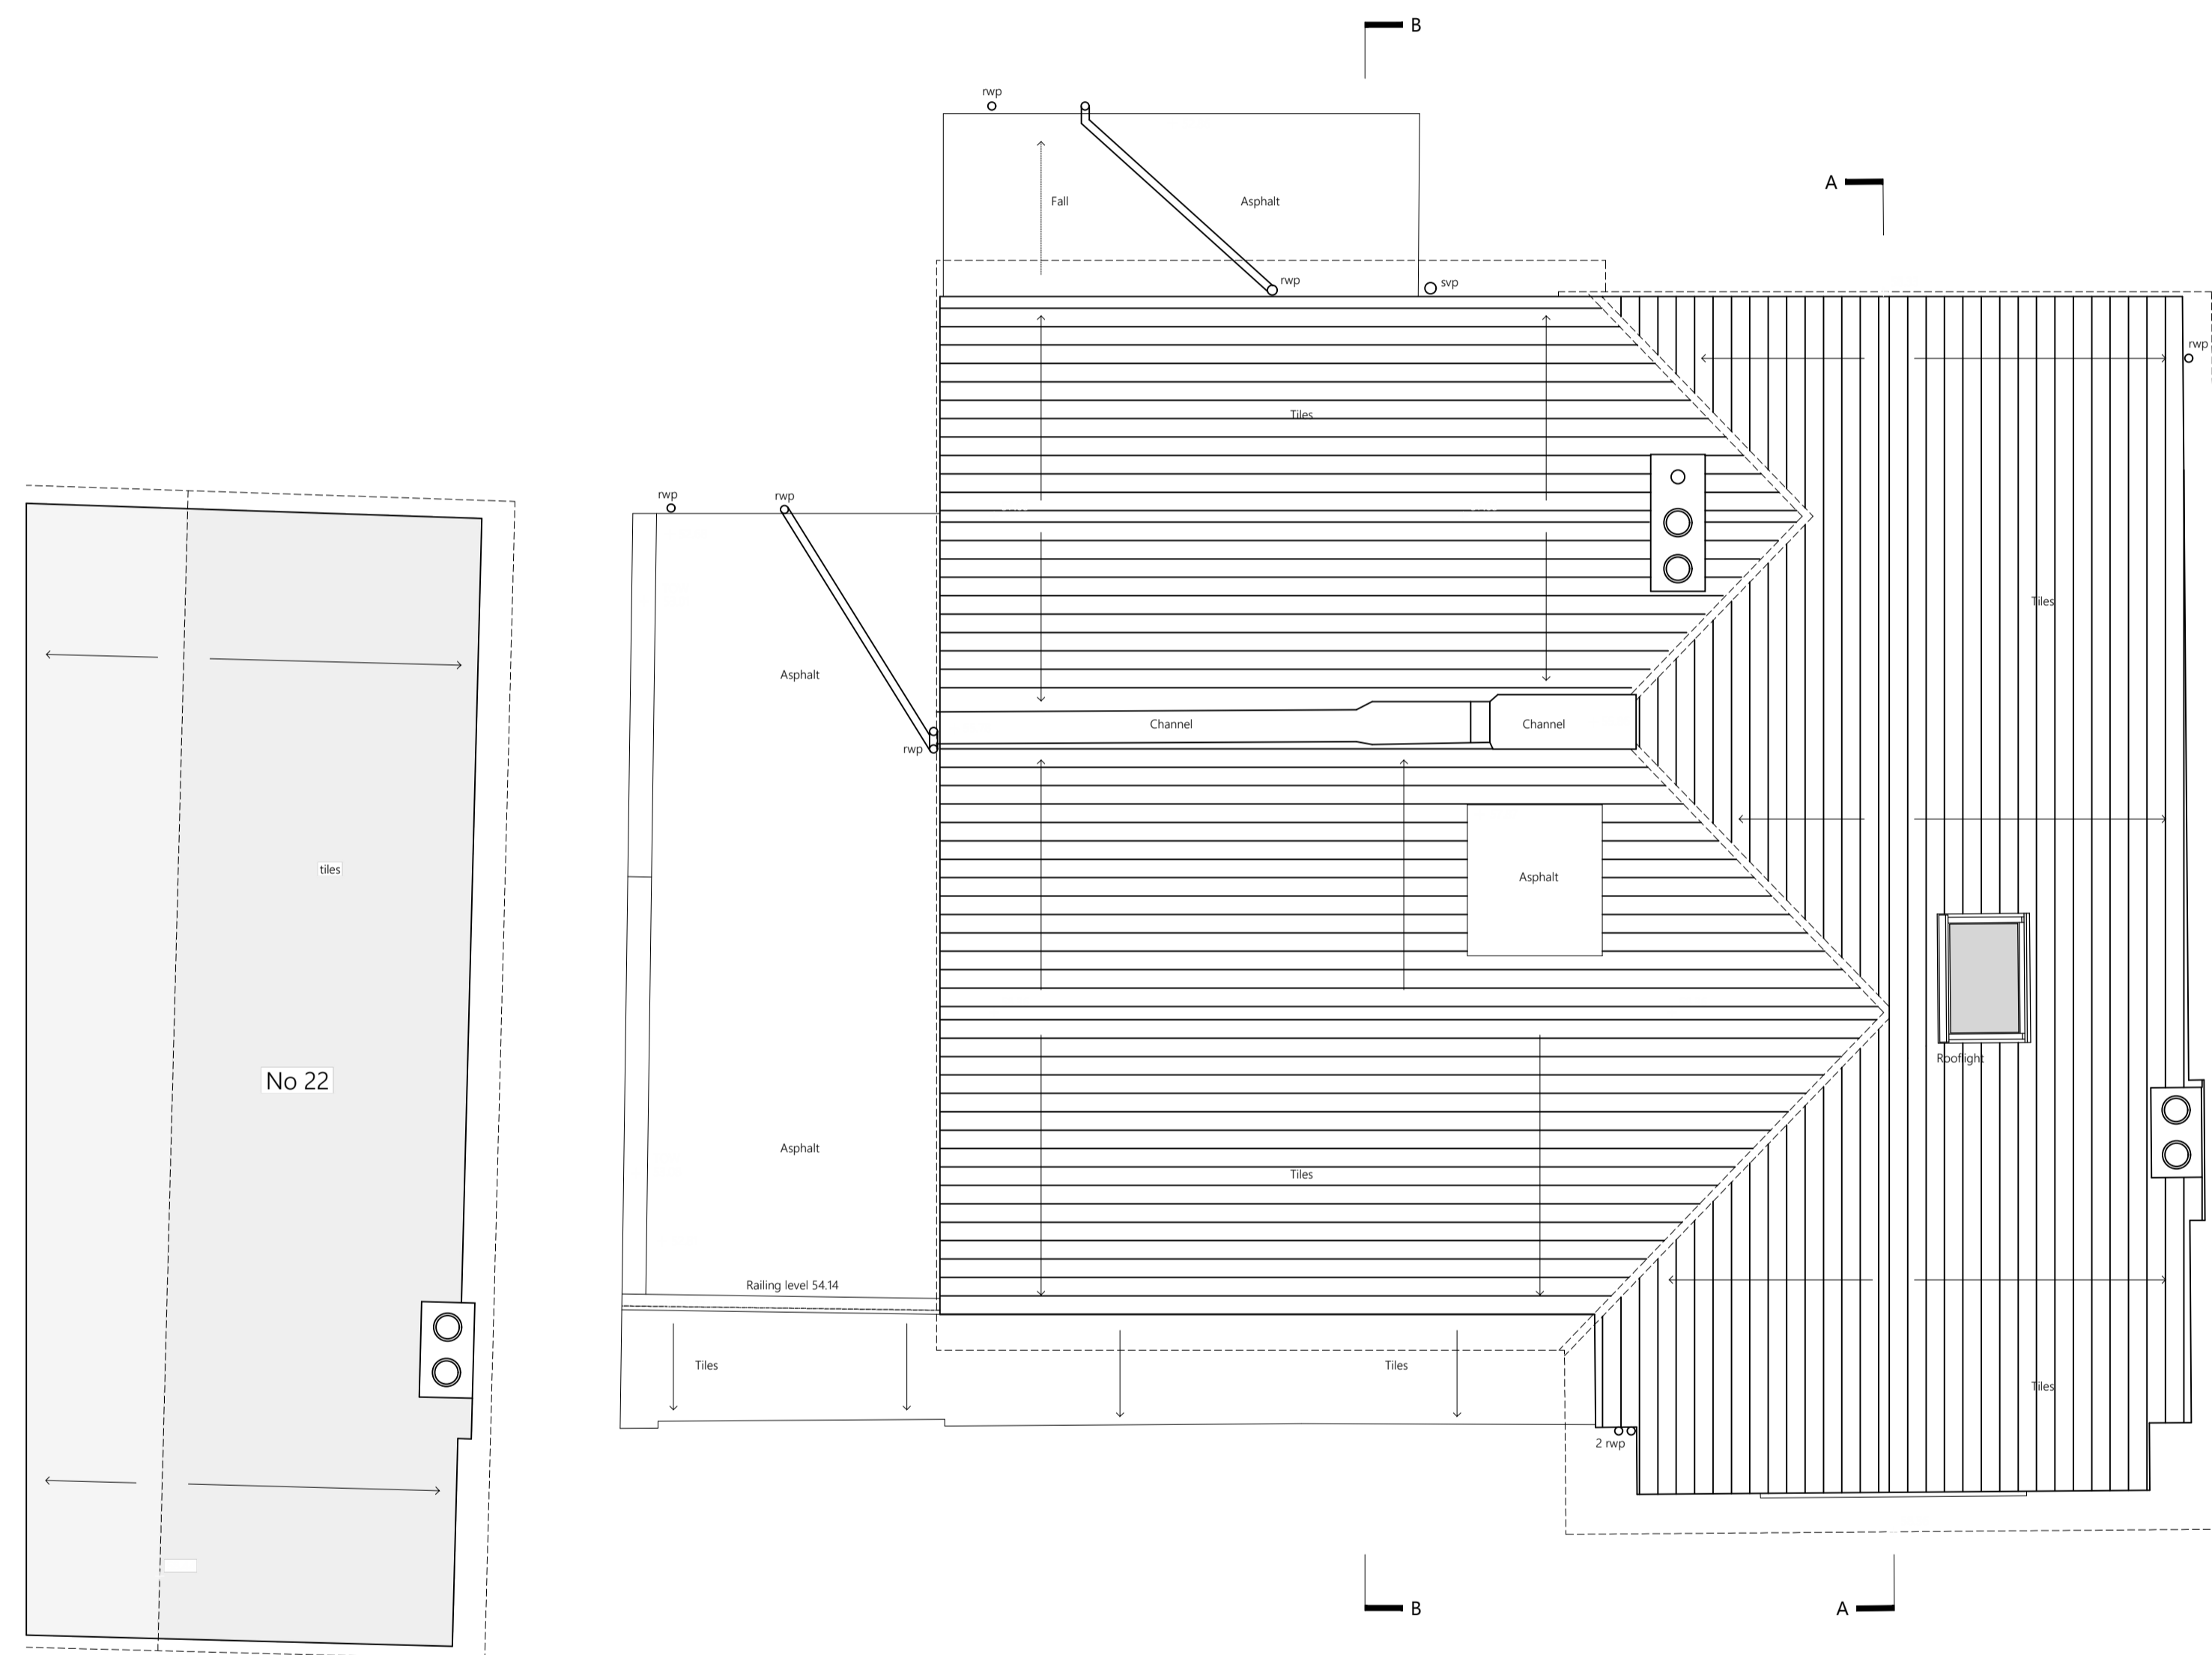 B
rwp
A
Fall
Asphalt
rwp
svp
rwp
Tiles
rwp
rwp
Tiles
Asphalt
Channel
Channel
rwp
tiles
Asphalt
Rooflight
No 22
Asphalt
Tiles
Railing level 54.14
Tiles
Tiles
Tiles
2 rwp
B
A